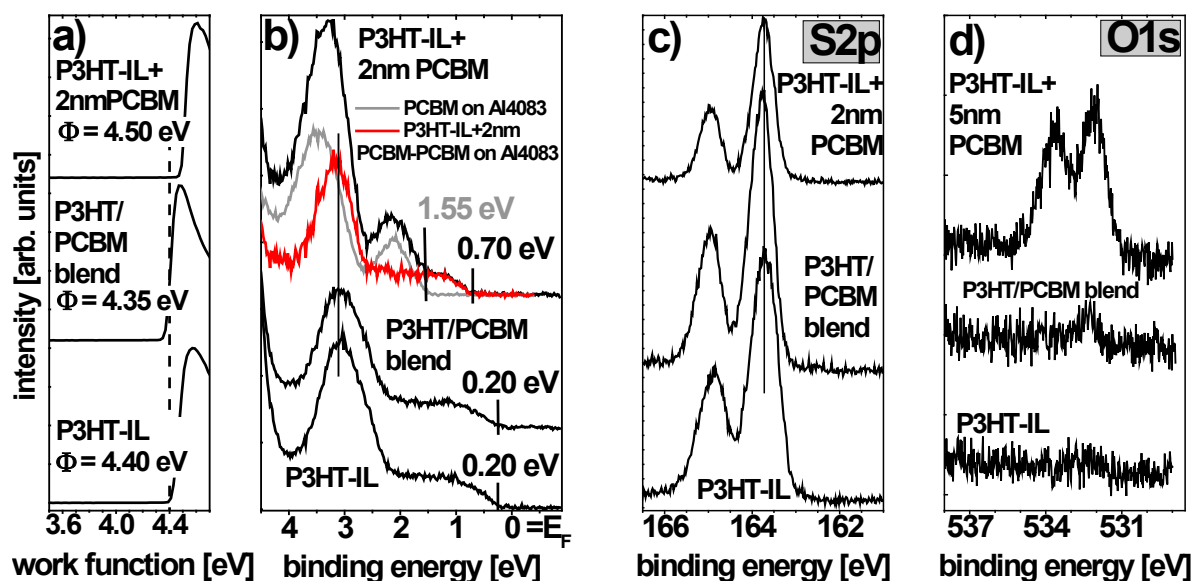 intensity [arb. units]
a)
P3HT-IL+
2nmPCBM
Φ = 4.50 eV
P3HT/
PCBM
blend
Φ = 4.35 eV
P3HT-IL
Φ = 4.40 eV
3.6 4.0 4.4
work function [eV]
b)
P3HT-IL+
2nm PCBM
PCBM on AI4083
P3HT-IL+2nm
PCBM-PCBM on AI4083
1.55 eV
0.70 eV
P3HT/PCBM
blend
0.20 eV
0.20 eV
P3HT-IL
4 3 2 1 0 =EF
binding energy [eV]
c)
S2p
P3HT-IL+
2nm
PCBM
P3HT/
PCBM
blend
P3HT-IL
166 164 162
binding energy [eV]
d)
O1s
P3HT-IL+
5nm
PCBM
P3HT/PCBM blend
P3HT-IL
537 534 531
binding energy [eV]